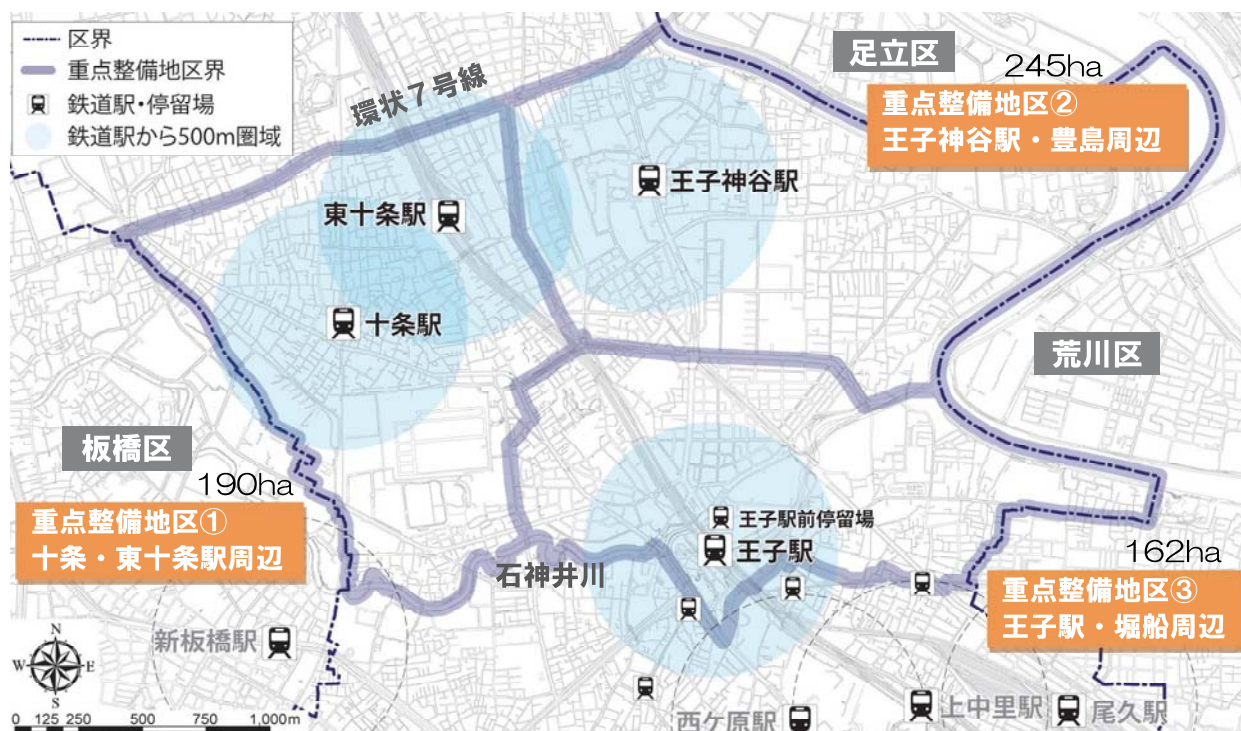 区界
重点整備地区界
鉄道駅・停留場
鉄道駅から500m圏域
環状7号線
足立区
245ha
重点整備地区②
王子神谷駅・豊島周辺
王子神谷駅
東十条駅
十条駅
荒川区
板橋区
190ha
重点整備地区①
十条・東十条駅周辺
王子駅前停留場
王子駅
石神井川
162ha
重点整備地区③
王子駅・堀船周辺
新板橋駅
西ケ原駅
上中里駅
尾久駅
N
W
E
S
0 125 250 500 750 1,000m